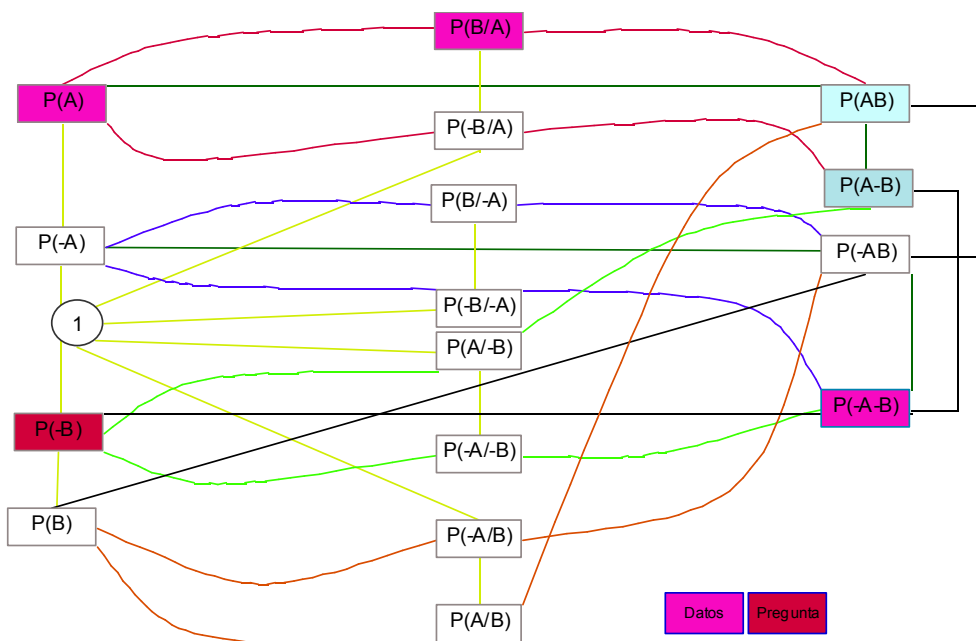 P(B/A)
P(A)
P(AB)
P(-B/A)
P(A-B)
P(B/-A)
P(-A)
P(-AB)
P(-B/-A)
1
P(A/-B)
P(-B)
P(-A-B)
P(-A/-B)
P(B)
P(-A/B)
P(A/B)
Datos
Pregunta